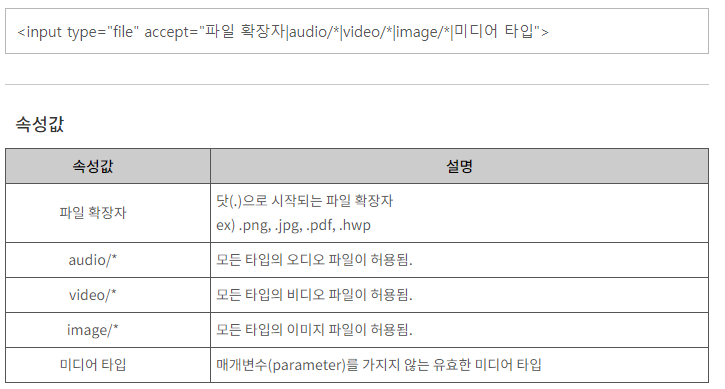 <input type="file" accept="파일 확장자|audio/*|video/*|image/*|미디어 타입">
속성값
속성값 설명
파일 확장자 닷(.)으로 시작되는 파일 확장자
ex) .png, .jpg, .pdf, .hwp
audio/* 모든 타입의 오디오 파일이 허용됨.
video/* 모든 타입의 비디오 파일이 허용됨.
image/* 모든 타입의 이미지 파일이 허용됨.
미디어 타입 매개변수(parameter)를 가지지 않는 유효한 미디어 타입